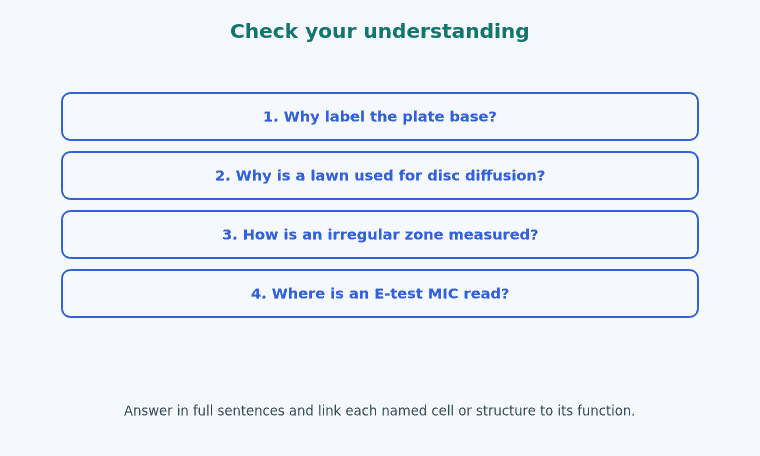 Check your understanding
1. Why label the plate base?
2. Why is a lawn used for disc diffusion?
3. How is an irregular zone measured?
4. Where is an E-test MIC read?
Answer in full sentences and link each named cell or structure to its function.